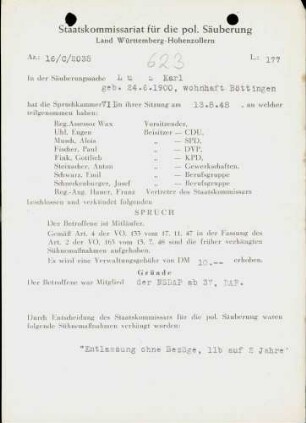 Staatskommissariat für die pol. Säuberung
Land Württemberg-Hohenzollern
Az.: 16/C/2035
623
L.: 177
In der Säuberungssache Karl
geb. 24.6.1900, wohnhaft Böttingen
hat die Spruchkammer VII in ihrer Sitzung am 13.5.48, an welcher
teilgenommen haben:
Reg.Assessor Wax Vorsitzender,
Uhl, Eugen Beisitzer — CDU,
Munsh, Alois „ — SPD,
Fischer, Paul „ — DVP,
Fink, Gottlieb „ — KPD,
Steinacher, Anton „ — Gewerkschaften,
Schwarz, Emil „ — Berufsgruppe
Schneckenburger, Josef „ — Berufsgruppe
Reg.-Ang. Hauer, Franz Vertreter des Staatskommissariats
beschlossen und verkündet folgenden
SPRUCH
Der Betroffene ist Mitläufer.
Gemäß Art. 4 der VO. 133 vom 17. 11. 47 in der Fassung des
Art. 2 der VO. 165 vom 13. 7. 48 sind die früher verhängten
Sühnemaßnahmen aufgehoben.
Es wird eine Verwaltungsgebühr von DM 10.-- erhoben.
Gründe
Der Betroffene war Mitglied der NSDAP ab 37, DAF.
Durch Entscheidung des Staatskommissars für die pol. Säuberung waren
folgende Sühnemaßnahmen verhängt worden:
"Entlassung ohne Bezüge, 11b auf 2 Jahre"